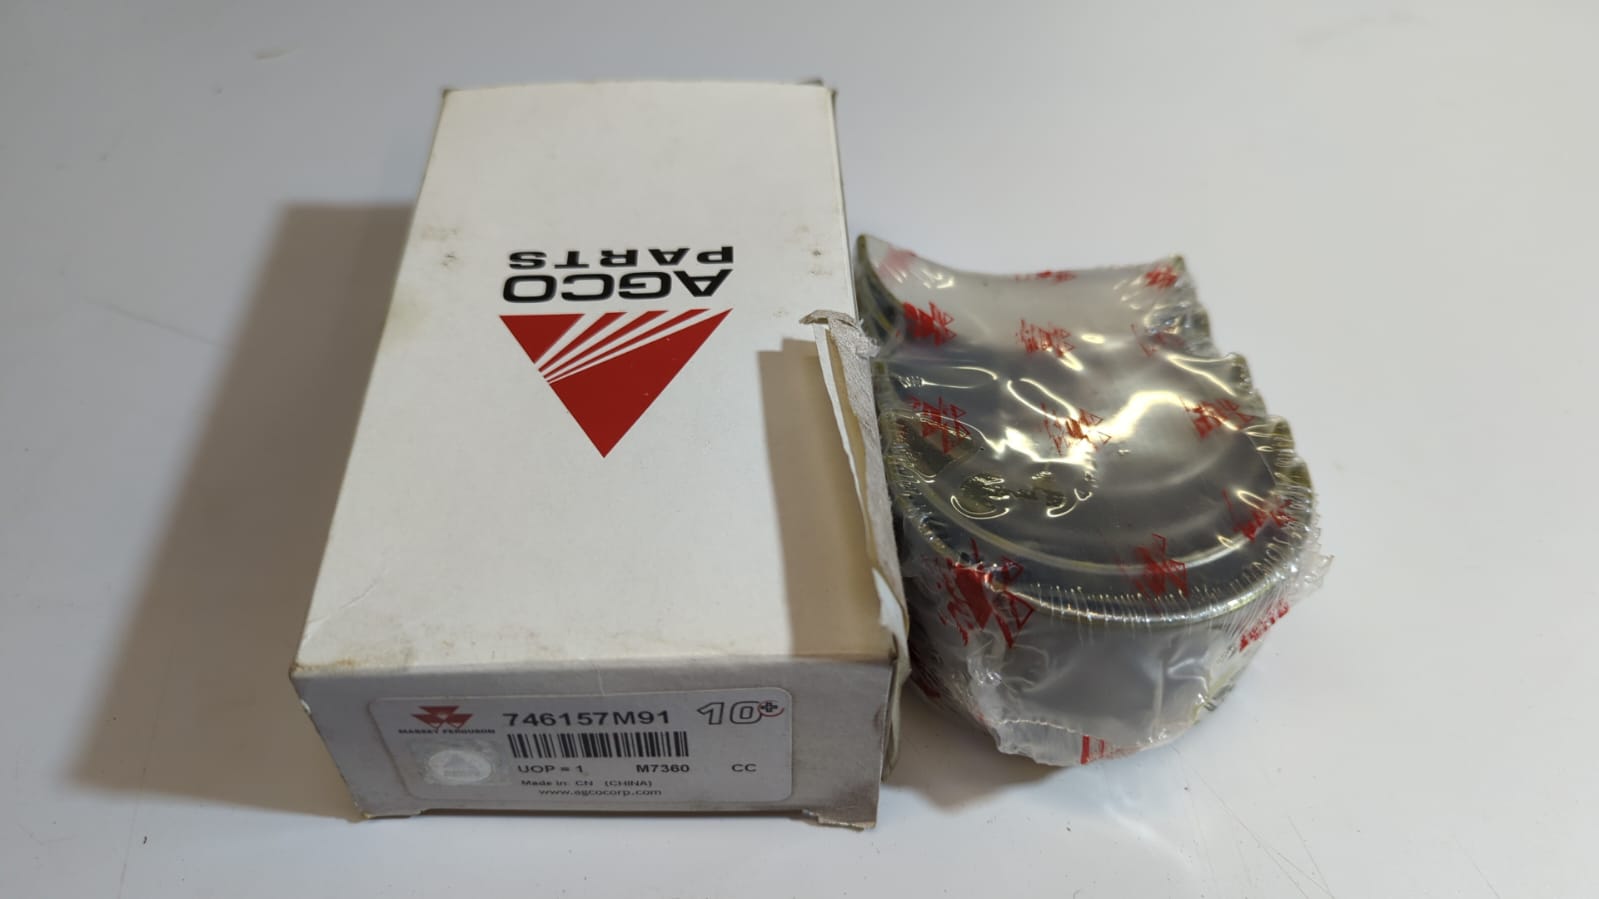 AGCO
PARTS
MASSEY FERGUSON
746157M91
10+
UOP = 1 M7360 CC
Made in: CN (CHINA)
www.agcocorp.com